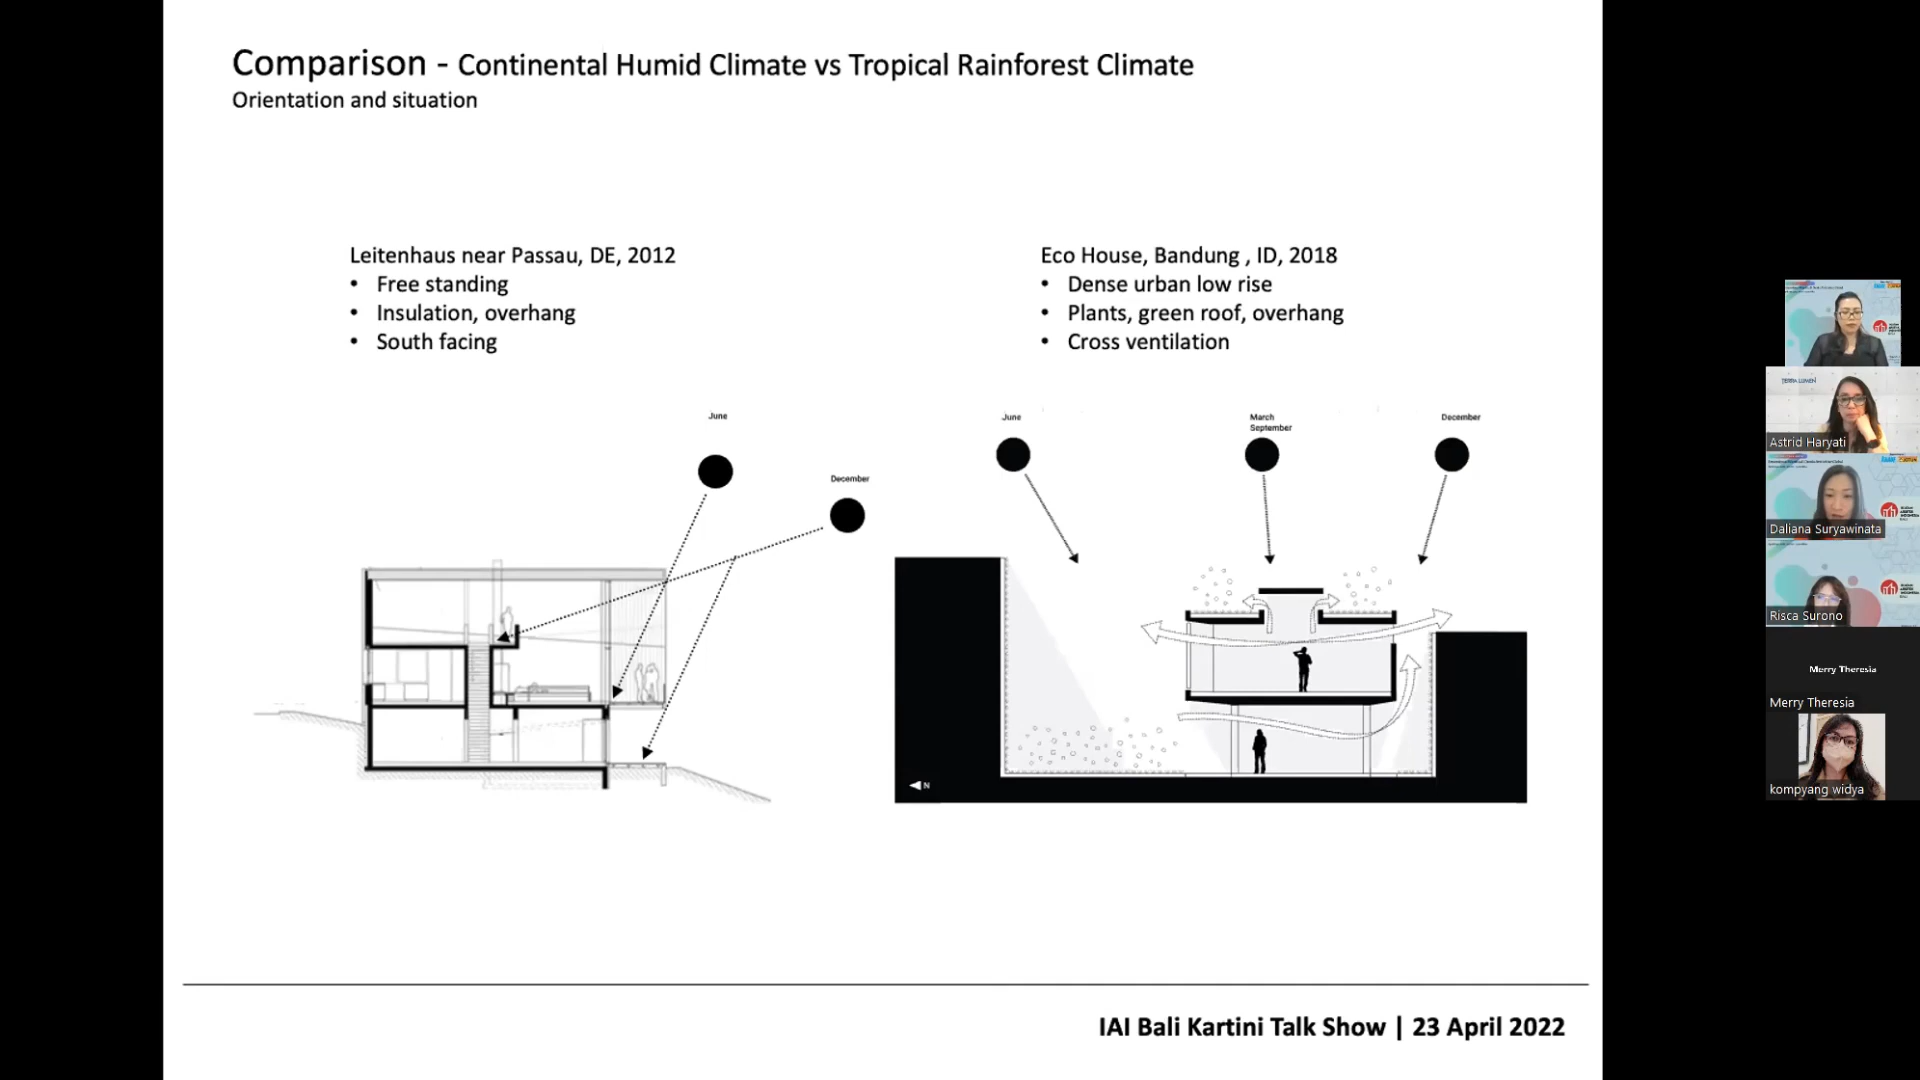 Comparison - Continental Humid Climate vs Tropical Rainforest Climate
Orientation and situation
Leitenhaus near Passau, DE, 2012
• Free standing
• Insulation, overhang
• South facing
Eco House, Bandung , ID, 2018
• Dense urban low rise
• Plants, green roof, overhang
• Cross ventilation
June
December
June
March
September
December
N
IAI Bali Kartini Talk Show | 23 April 2022
TERRA LUMEN
Astrid Haryati
Daliana Suryawinata
Risca Surono
Merry Theresia
Merry Theresia
kompyang widya